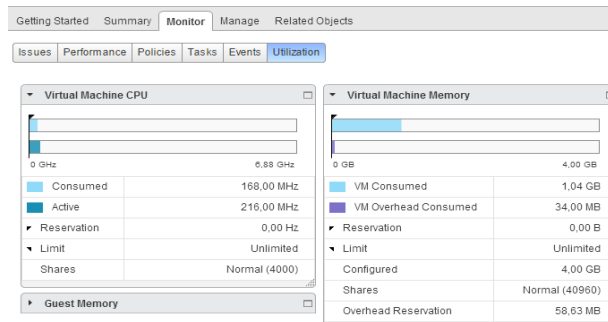 Getting Started Summary Monitor Manage Related Objects
Issues Performance Policies Tasks Events Utilization
Virtual Machine CPU
0 GHz 6,88 GHz
Consumed 168,00 MHz
Active 216,00 MHz
Reservation 0,00 Hz
Limit Unlimited
Shares Normal (4000)
Guest Memory
Virtual Machine Memory
0 GB 4,00 GB
VM Consumed 1,04 GB
VM Overhead Consumed 34,00 MB
Reservation 0,00 B
Limit Unlimited
Configured 4,00 GB
Shares Normal (40960)
Overhead Reservation 58,63 MB